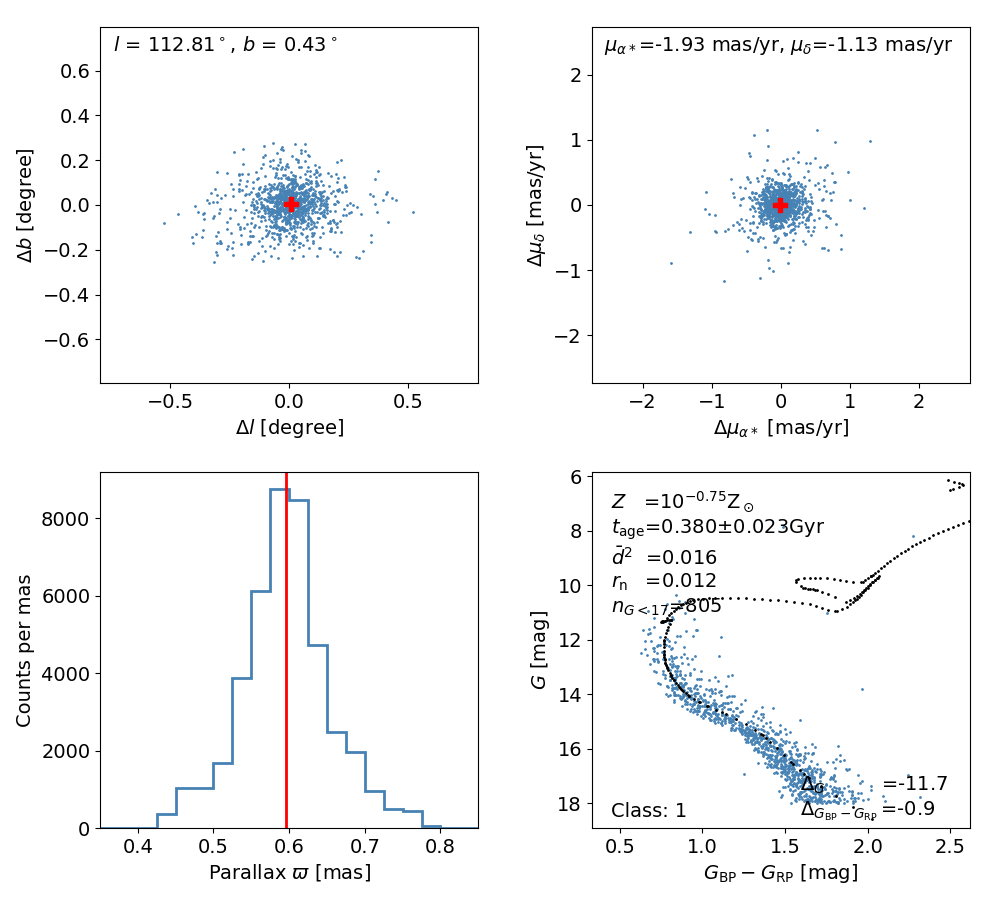 l = 112.81°, b = 0.43°
0.6
0.4
0.2
0.0
−0.2
−0.4
−0.6
Δb [degree]
−0.5 0.0 0.5
Δl [degree]
μα∗=-1.93 mas/yr, μδ=-1.13 mas/yr
2
1
0
−1
−2
Δμδ [mas/yr]
−2 −1 0 1 2
Δμα∗ [mas/yr]
8000
6000
4000
2000
0
Counts per mas
0.4 0.5 0.6 0.7 0.8
Parallax ϖ [mas]
Z =10^−0.75 Z⊙
t_age=0.380±0.023Gyr
d̄² =0.016
r_n =0.012
n_G<17=805
Δ_G =-11.7
Class: 1
Δ_GBP−GRP =-0.9
6
8
10
12
14
16
18
G [mag]
0.5 1.0 1.5 2.0 2.5
G_BP − G_RP [mag]